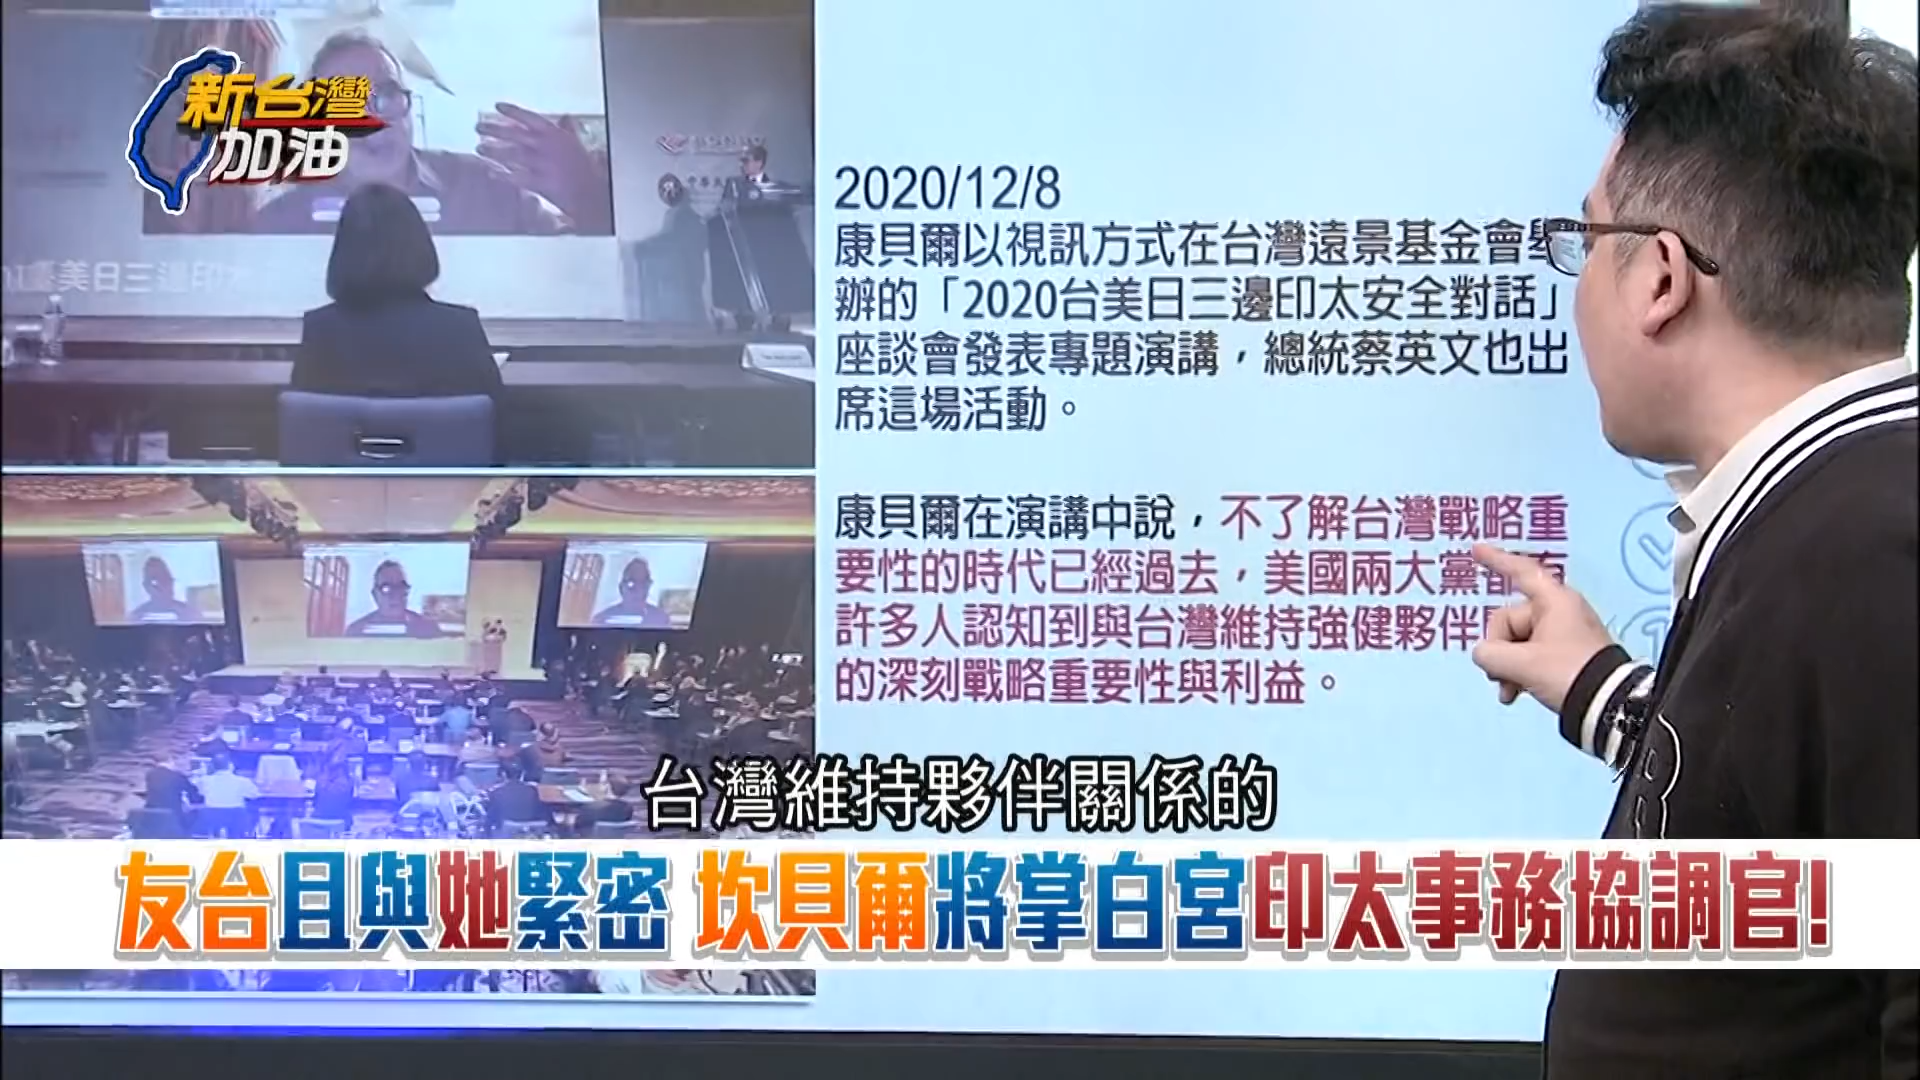 新台灣
加油
臺美日三邊印
2020/12/8
康貝爾以視訊方式在台灣遠景基金會舉
辦的「2020台美日三邊印太安全對話」
座談會發表專題演講，總統蔡英文也出
席這場活動。
康貝爾在演講中說，不了解台灣戰略重
要性的時代已經過去，美國兩大黨都有
許多人認知到與台灣維持強健夥伴
的深刻戰略重要性與利益。
台灣維持夥伴關係的
友台且與她緊密 坎貝爾將掌白宮印太事務協調官!